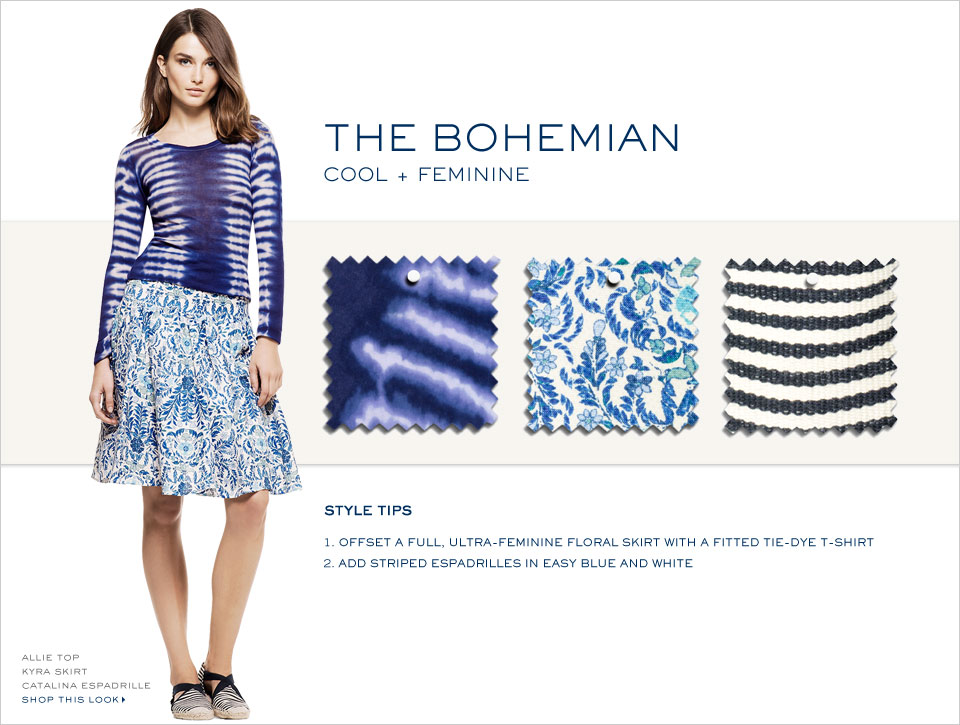 THE BOHEMIAN
COOL + FEMININE
STYLE TIPS
1. OFFSET A FULL, ULTRA-FEMININE FLORAL SKIRT WITH A FITTED TIE-DYE T-SHIRT
2. ADD STRIPED ESPADRILLES IN EASY BLUE AND WHITE
ALLIE TOP
KYRA SKIRT
CATALINA ESPADRILLE
SHOP THIS LOOK